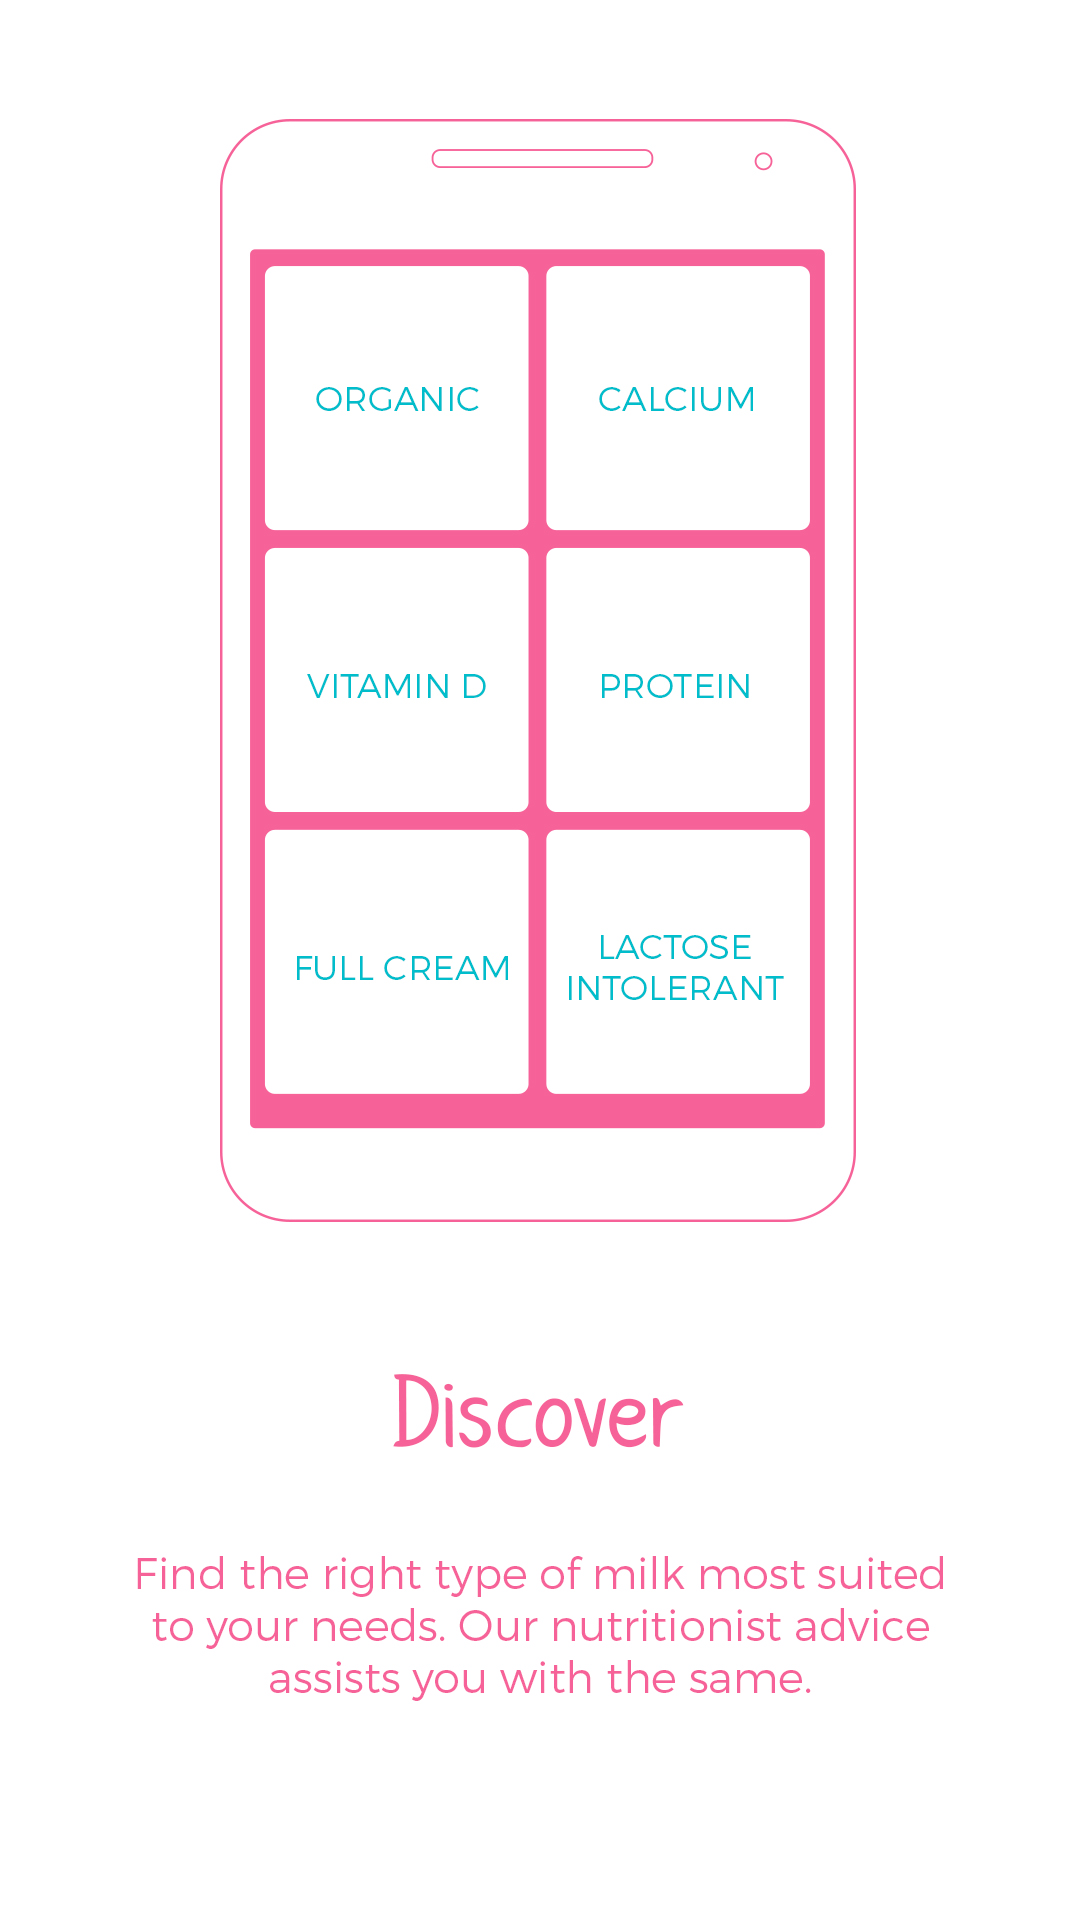 ORGANIC
CALCIUM
VITAMIN D
PROTEIN
FULL CREAM
LACTOSE
INTOLERANT
Discover
Find the right type of milk most suited
to your needs. Our nutritionist advice
assists you with the same.